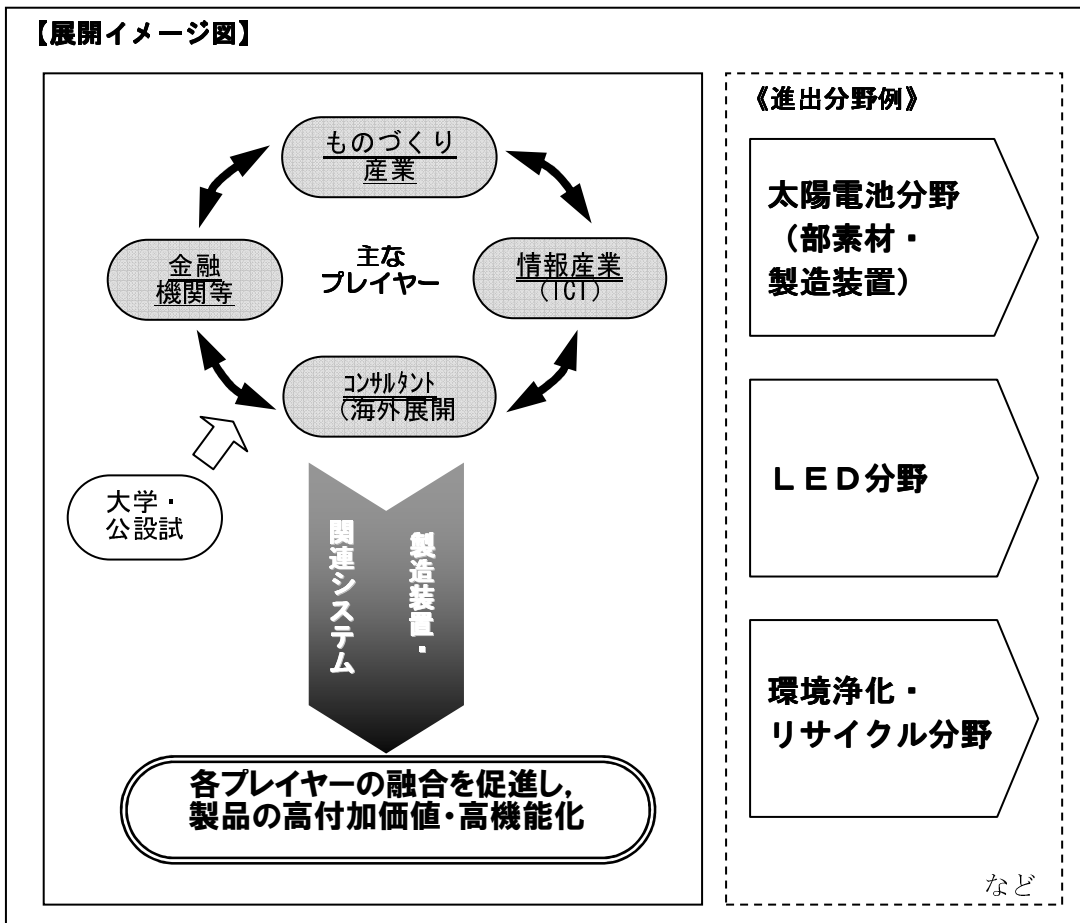 【展開イメージ図】
ものづくり
産業
金融
機関等
主な
プレイヤー
情報産業
(ICT)
コンサルタント
(海外展開
大学・
公設試
製造装置・
関連システム
各プレイヤーの融合を促進し,
製品の高付加価値・高機能化
《進出分野例》
太陽電池分野
(部素材・
製造装置)
ＬＥＤ分野
環境浄化・
リサイクル分野
など